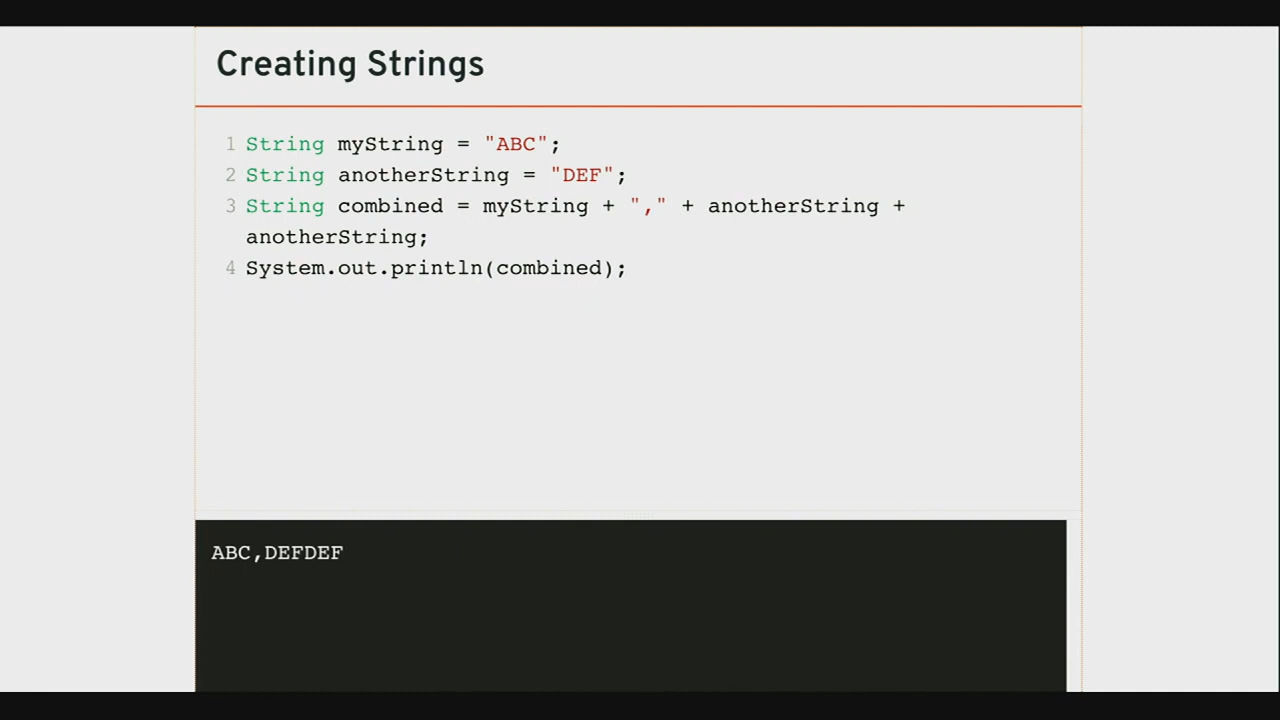 Creating Strings
1 String myString = "ABC";
2 String anotherString = "DEF";
3 String combined = myString + "," + anotherString +
anotherString;
4 System.out.println(combined);
ABC,DEFDEF